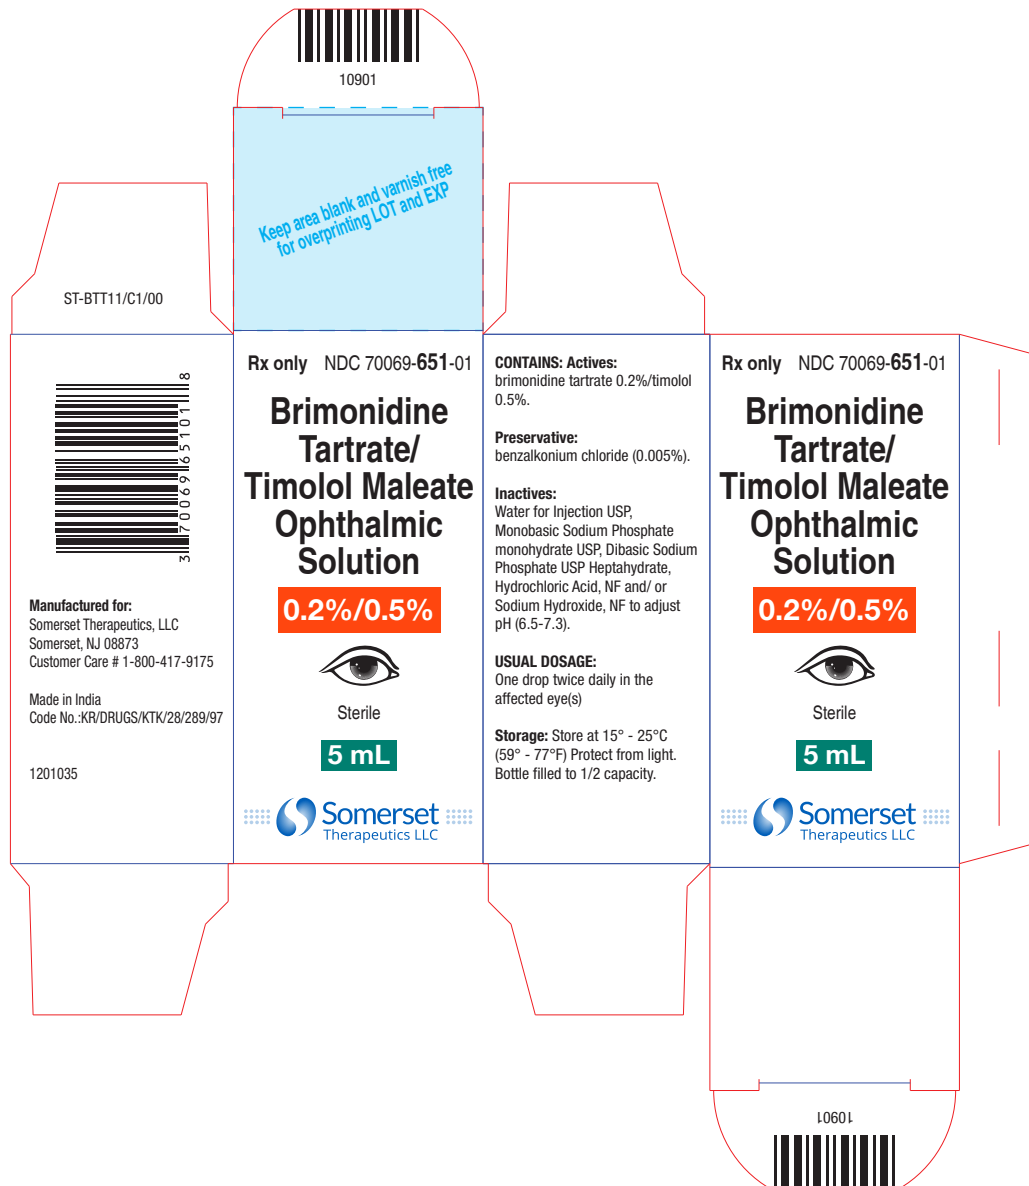 10901
Keep area blank and varnish free
for overprinting LOT and EXP
ST-BTT11/C1/00
3 70069 65101 8
Manufactured for:
Somerset Therapeutics, LLC
Somerset, NJ 08873
Customer Care # 1-800-417-9175
Made in India
Code No.:KR/DRUGS/KTK/28/289/97
1201035
Rx only NDC 70069-651-01
Brimonidine
Tartrate/
Timolol Maleate
Ophthalmic
Solution
0.2%/0.5%
Sterile
5 mL
Somerset
Therapeutics LLC
CONTAINS: Actives:
brimonidine tartrate 0.2%/timolol
0.5%.
Preservative:
benzalkonium chloride (0.005%).
Inactives:
Water for Injection USP,
Monobasic Sodium Phosphate
monohydrate USP, Dibasic Sodium
Phosphate USP Heptahydrate,
Hydrochloric Acid, NF and/ or
Sodium Hydroxide, NF to adjust
pH (6.5-7.3).
USUAL DOSAGE:
One drop twice daily in the
affected eye(s)
Storage: Store at 15° - 25°C
(59° - 77°F) Protect from light.
Bottle filled to 1/2 capacity.
Rx only NDC 70069-651-01
Brimonidine
Tartrate/
Timolol Maleate
Ophthalmic
Solution
0.2%/0.5%
Sterile
5 mL
Somerset
Therapeutics LLC
10901